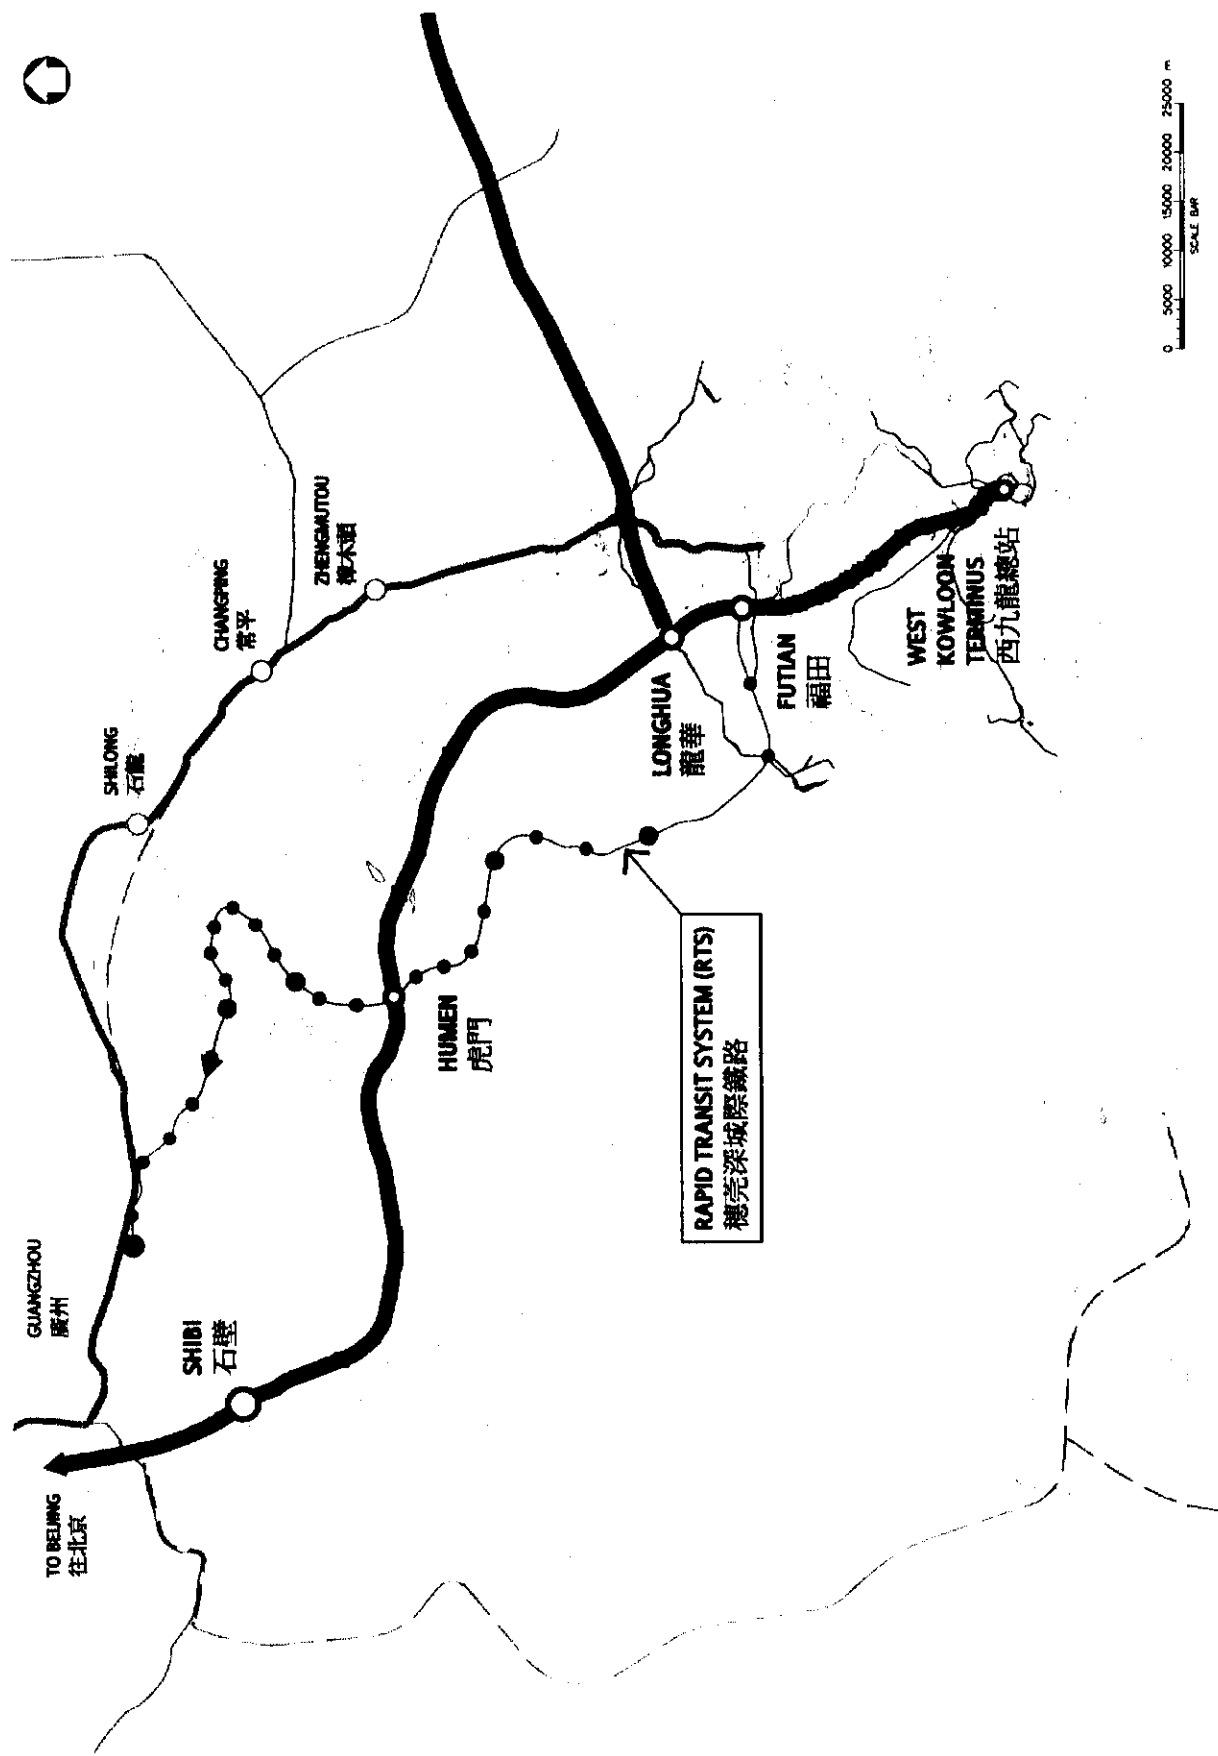 TO BEIJING
往北京
GUANGZHOU
廣州
SHIBI
石壁
SHILONG
石龍
CHANGPING
常平
ZHENGMUTOU
樟木頭
HUMEN
虎門
LONGHUA
龍華
FUTIAN
福田
WEST
KOWLOON
TERMINUS
西九龍總站
RAPID TRANSIT SYSTEM (RTS)
穗莞深城際鐵路
0 5000 10000 15000 20000 25000 m
SCALE BAR